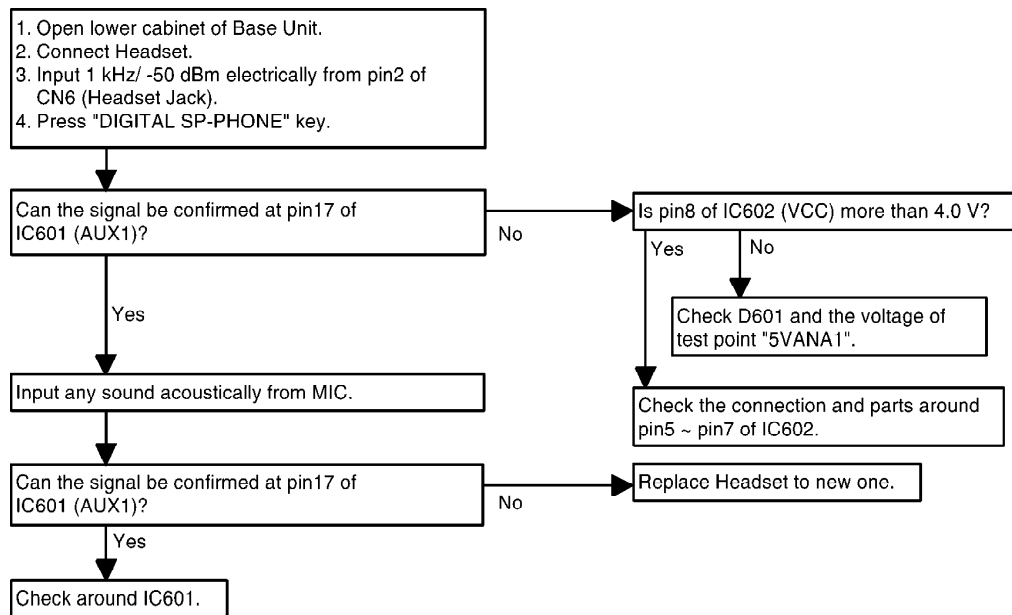 1. Open lower cabinet of Base Unit.
2. Connect Headset.
3. Input 1 kHz/ -50 dBm electrically from pin2 of
CN6 (Headset Jack).
4. Press "DIGITAL SP-PHONE" key.
Can the signal be confirmed at pin17 of
IC601 (AUX1)?
No
Is pin8 of IC602 (VCC) more than 4.0 V?
Yes
No
Check D601 and the voltage of
test point "5VANA1".
Check the connection and parts around
pin5 ~ pin7 of IC602.
Yes
Input any sound acoustically from MIC.
Can the signal be confirmed at pin17 of
IC601 (AUX1)?
No
Replace Headset to new one.
Yes
Check around IC601.